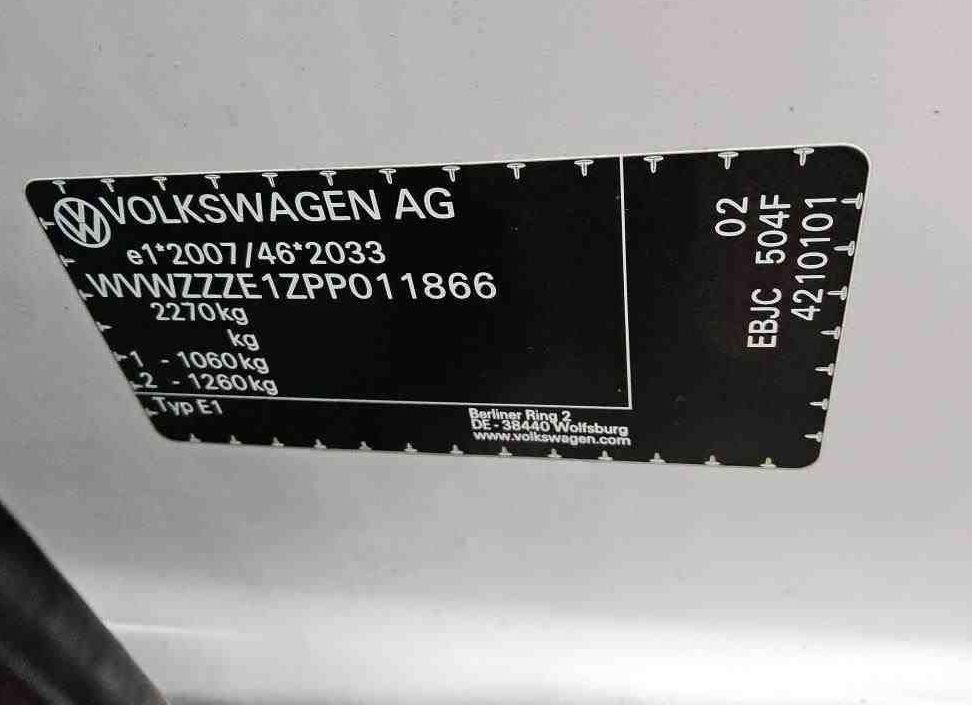 VOLKSWAGEN AG
e1*2007/46*2033
WVWZZZE1ZPP011866
2270kg
kg
1 - 1060kg
2 - 1260kg
Typ E1
Berliner Ring 2
DE - 38440 Wolfsburg
www.volkswagen.com
02
EBJC 504F
4210101